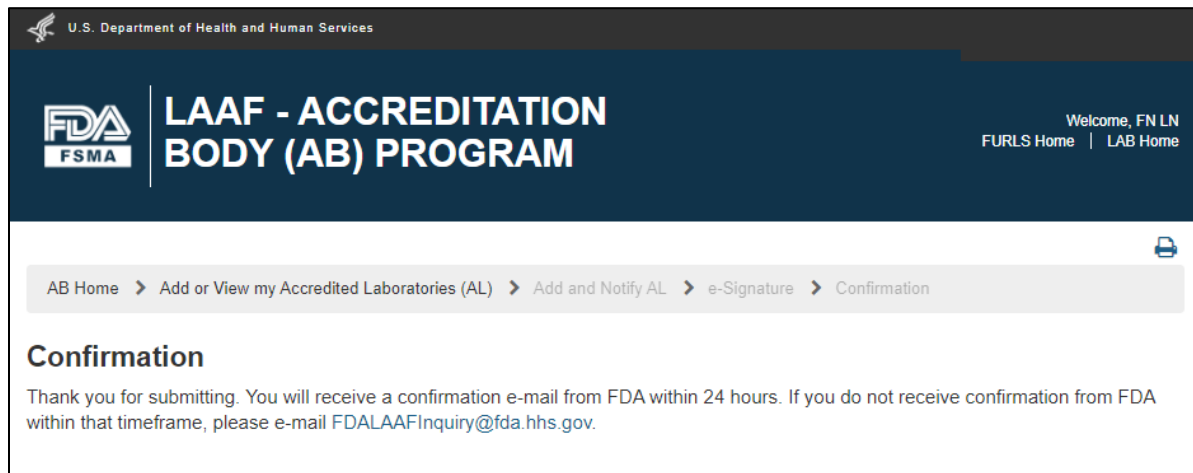 U.S. Department of Health and Human Services
FDA
FSMA
LAAF - ACCREDITATION
BODY (AB) PROGRAM
Welcome, FN LN
FURLS Home | LAB Home
AB Home > Add or View my Accredited Laboratories (AL) > Add and Notify AL > e-Signature > Confirmation
Confirmation
Thank you for submitting. You will receive a confirmation e-mail from FDA within 24 hours. If you do not receive confirmation from FDA
within that timeframe, please e-mail FDALAAFInquiry@fda.hhs.gov.